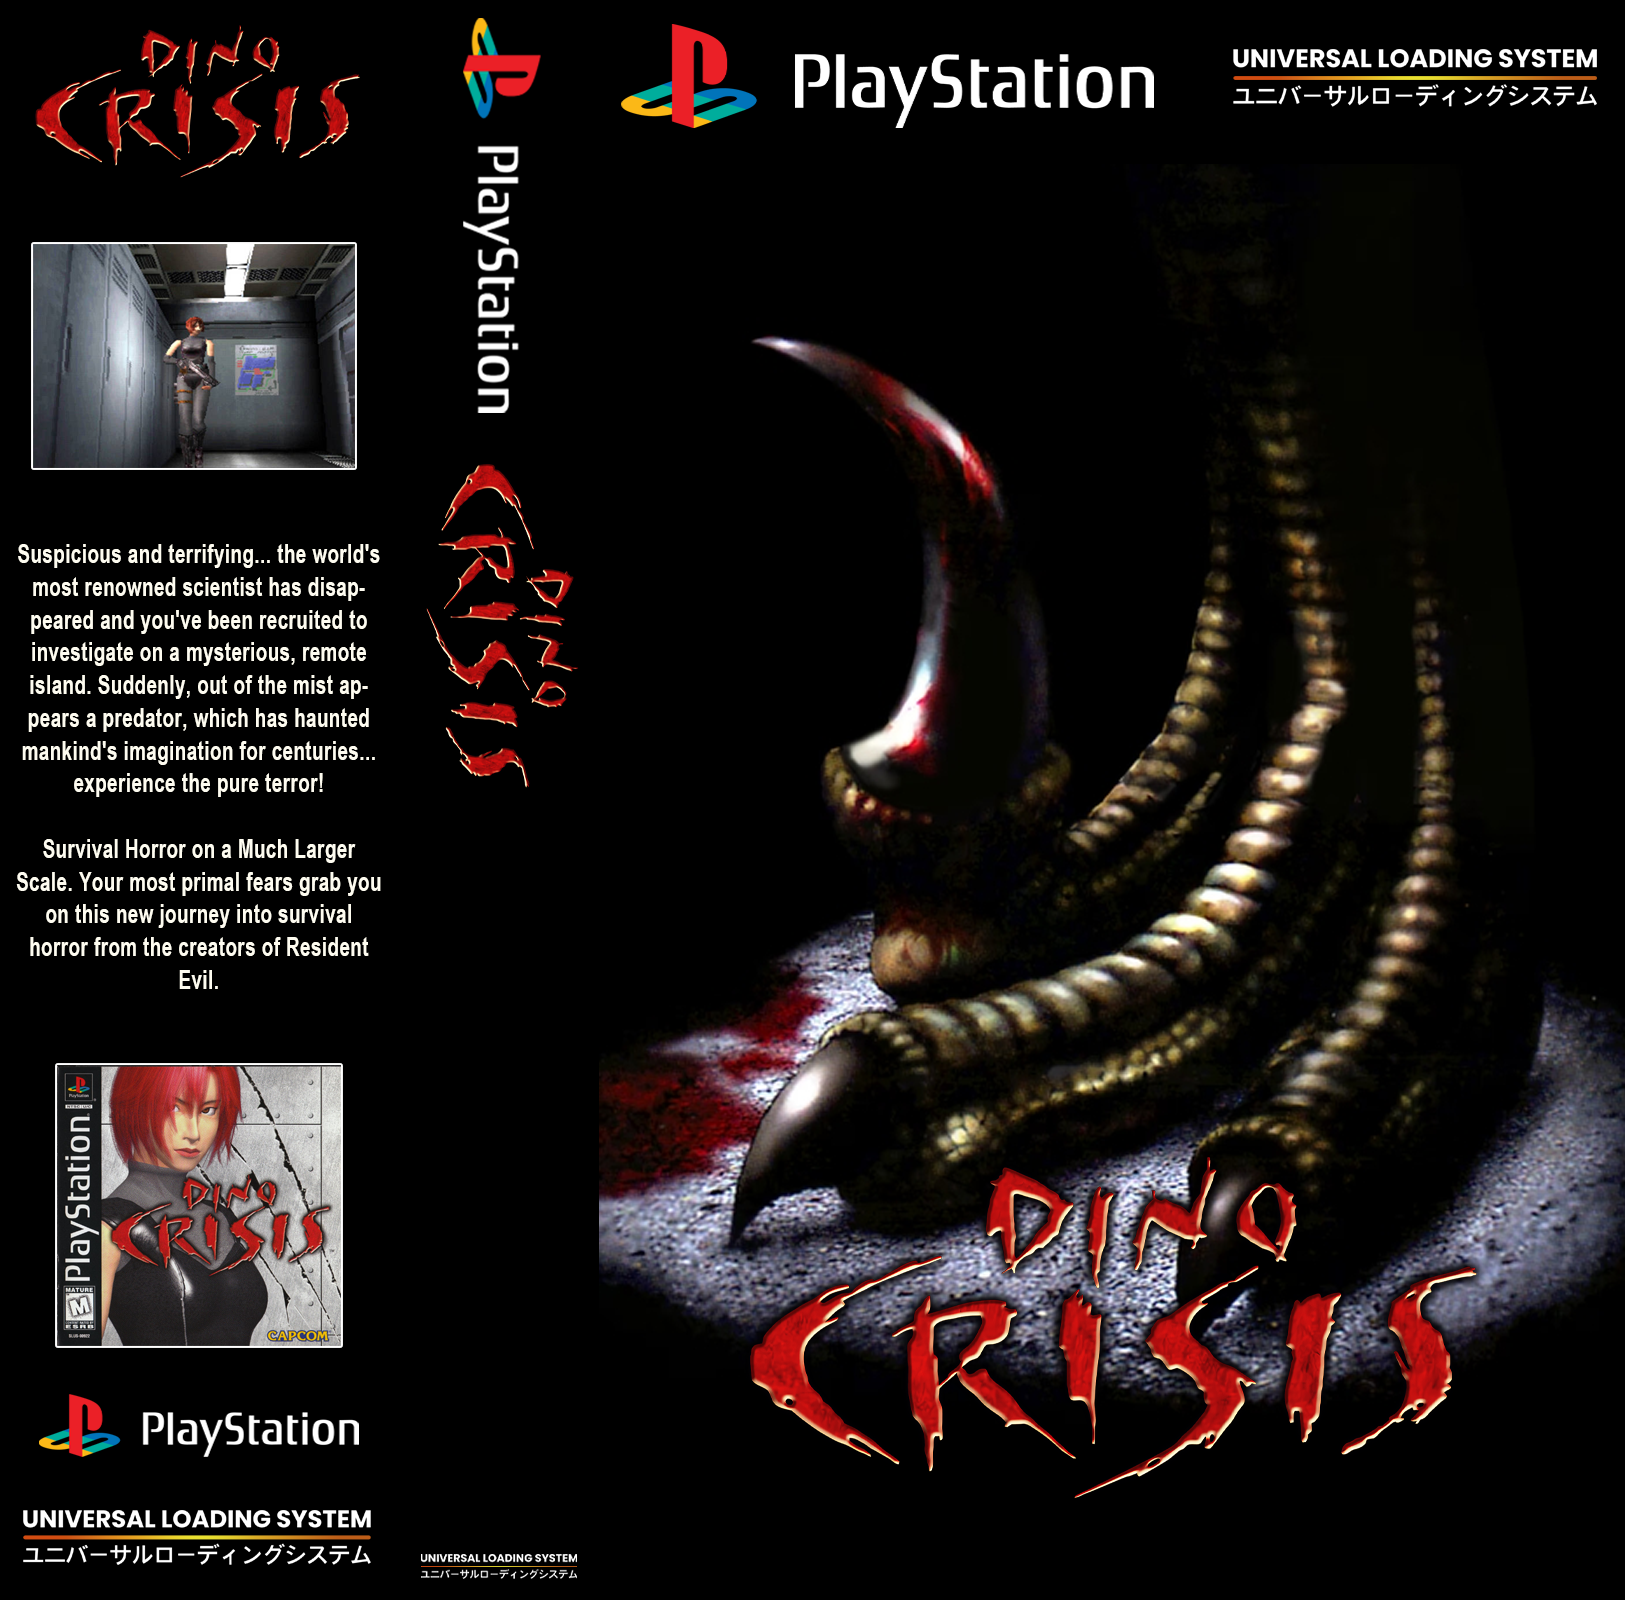 DINO
CRISIS
Suspicious and terrifying... the world's
most renowned scientist has disap-
peared and you've been recruited to
investigate on a mysterious, remote
island. Suddenly, out of the mist ap-
pears a predator, which has haunted
mankind's imagination for centuries...
experience the pure terror!
Survival Horror on a Much Larger
Scale. Your most primal fears grab you
on this new journey into survival
horror from the creators of Resident
Evil.
PlayStation
PlayStation
DINO
CRISIS
MATURE
M
ESRB
CAPCOM
PlayStation
UNIVERSAL LOADING SYSTEM
ユニバーサルローディングシステム
PlayStation
DINO
CRISIS
UNIVERSAL LOADING SYSTEM
ユニバーサルローディングシステム
PlayStation
UNIVERSAL LOADING SYSTEM
ユニバーサルローディングシステム
DINO
CRISIS